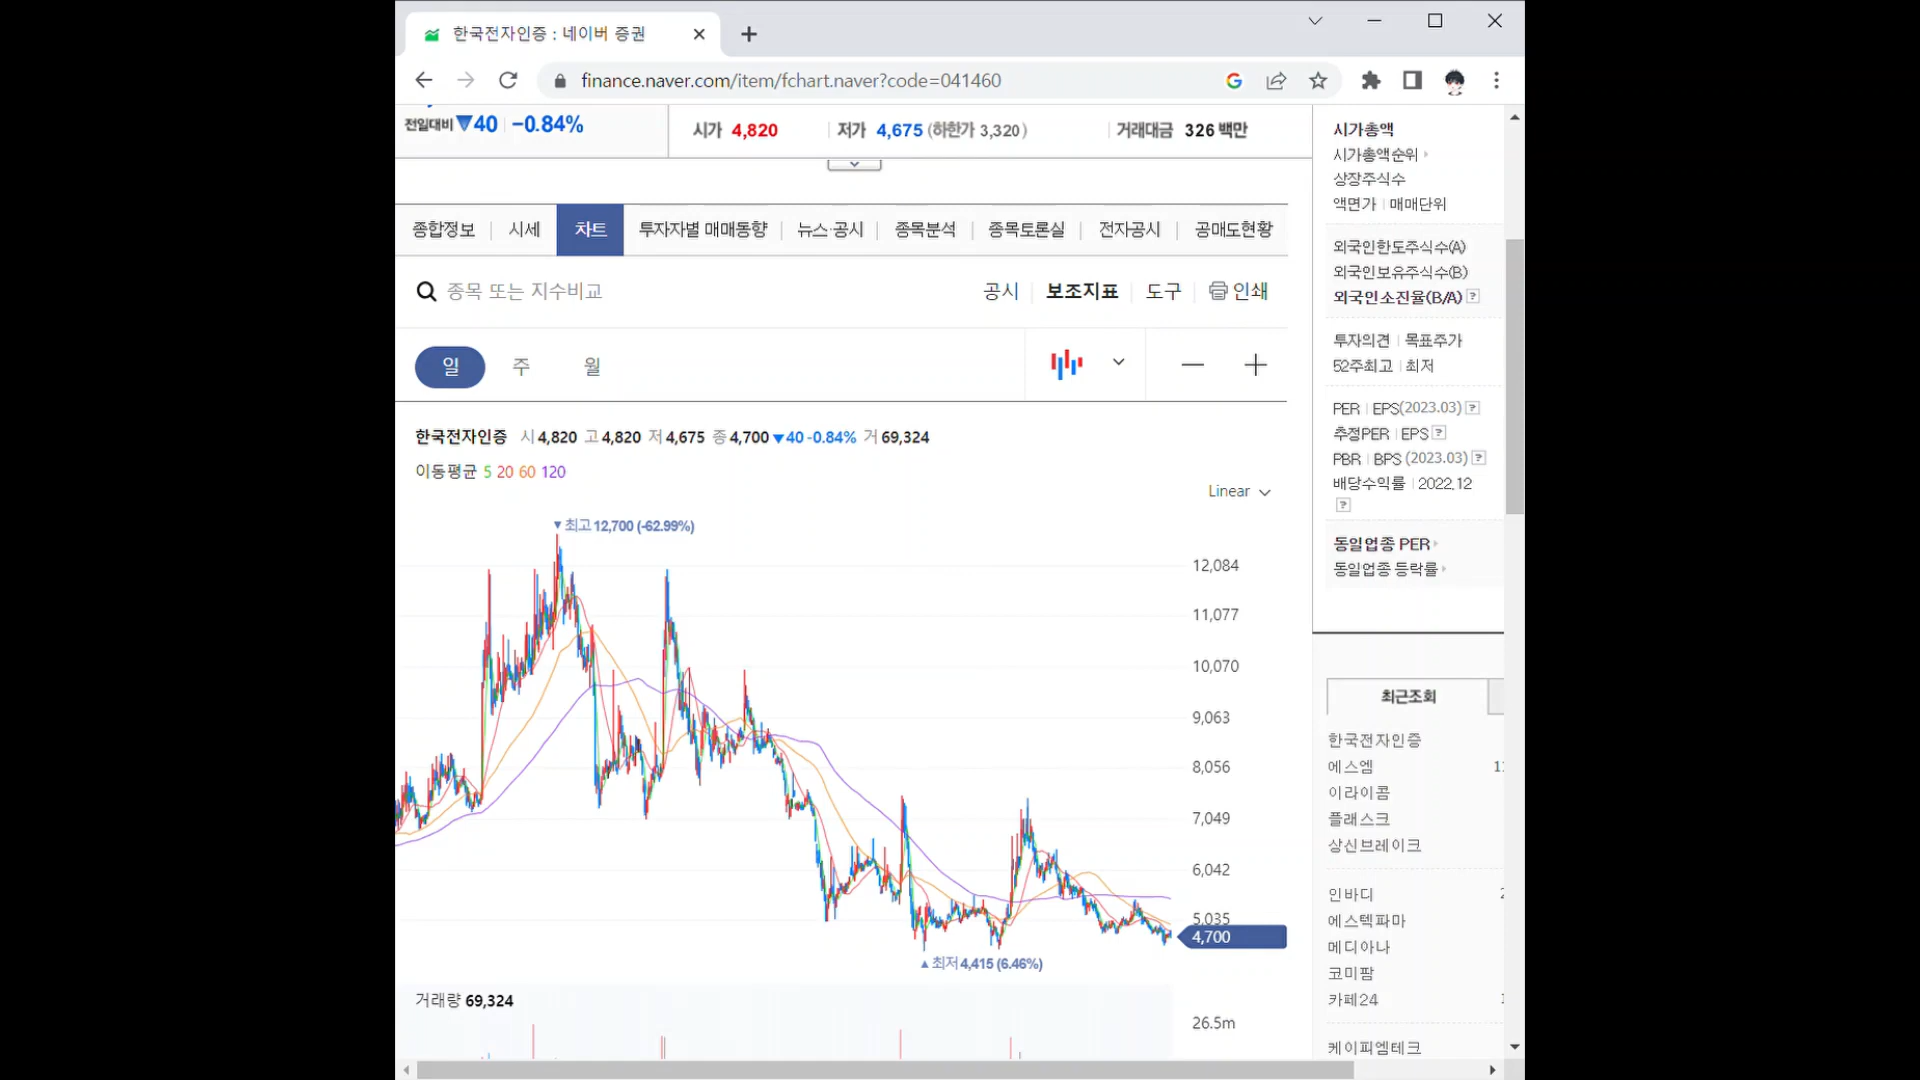 한국전자인증 : 네이버 증권
finance.naver.com/item/fchart.naver?code=041460
전일대비 ▼40 -0.84%
시가 4,820 저가 4,675 (하한가 3,320) 거래대금 326 백만
종합정보 시세 차트 투자자별 매매동향 뉴스·공시 종목분석 종목토론실 전자공시 공매도현황
종목 또는 지수비교
공시 보조지표 도구 인쇄
일 주 월
한국전자인증 시 4,820 고 4,820 저 4,675 종 4,700 ▼40 -0.84% 거 69,324
이동평균 5 20 60 120
Linear
▼최고 12,700 (-62.99%)
12,084
11,077
10,070
9,063
8,056
7,049
6,042
5,035
4,700
▲최저 4,415 (6.46%)
거래량 69,324
26.5m
시가총액
시가총액순위
상장주식수
액면가 매매단위
외국인한도주식수(A)
외국인보유주식수(B)
외국인소진율(B/A) ?
투자의견 목표주가
52주최고 최저
PER EPS(2023.03) ?
추정PER EPS ?
PBR BPS (2023.03) ?
배당수익률 2022.12
?
동일업종 PER
동일업종 등락률
최근조회
한국전자인증
에스엠
이라이콤
플래스크
상신브레이크
인바디
에스텍파마
메디아나
코미팜
카페24
케이피엠테크